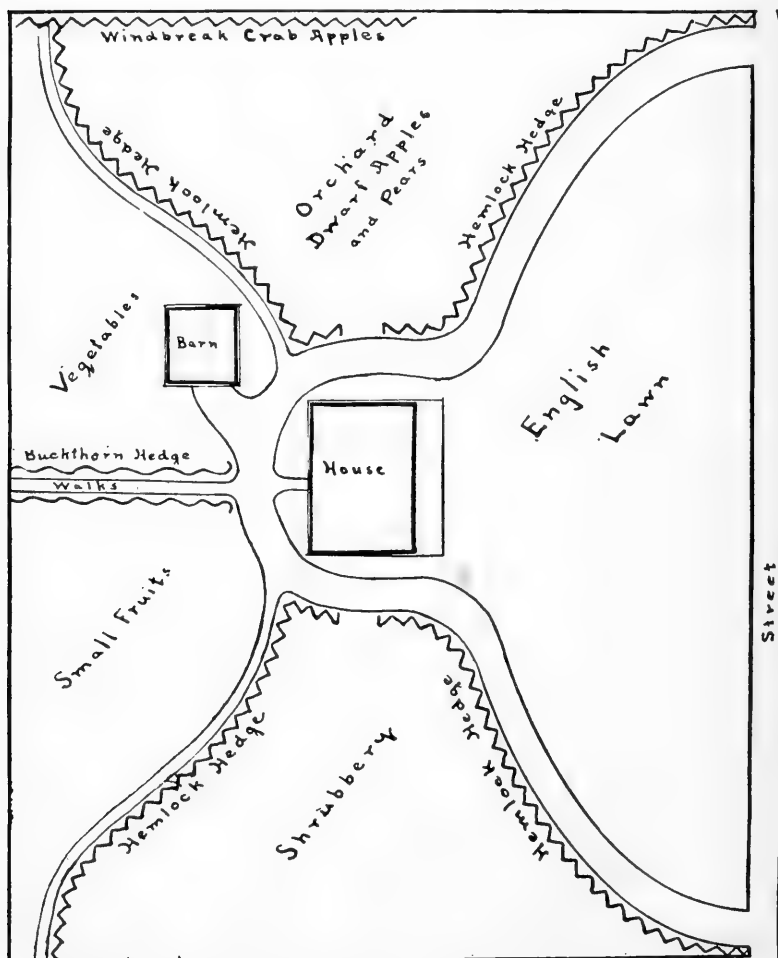 Windbreak Crab Apples
Hemlock Hedge
Orchard
Dwarf Apples
and Pears
Hemlock Hedge
Vegetables
Barn
English
Lawn
Buckthorn Hedge
Walks
House
Street
Small Fruits
Hemlock Hedge
Shrubbery
Hemlock Hedge